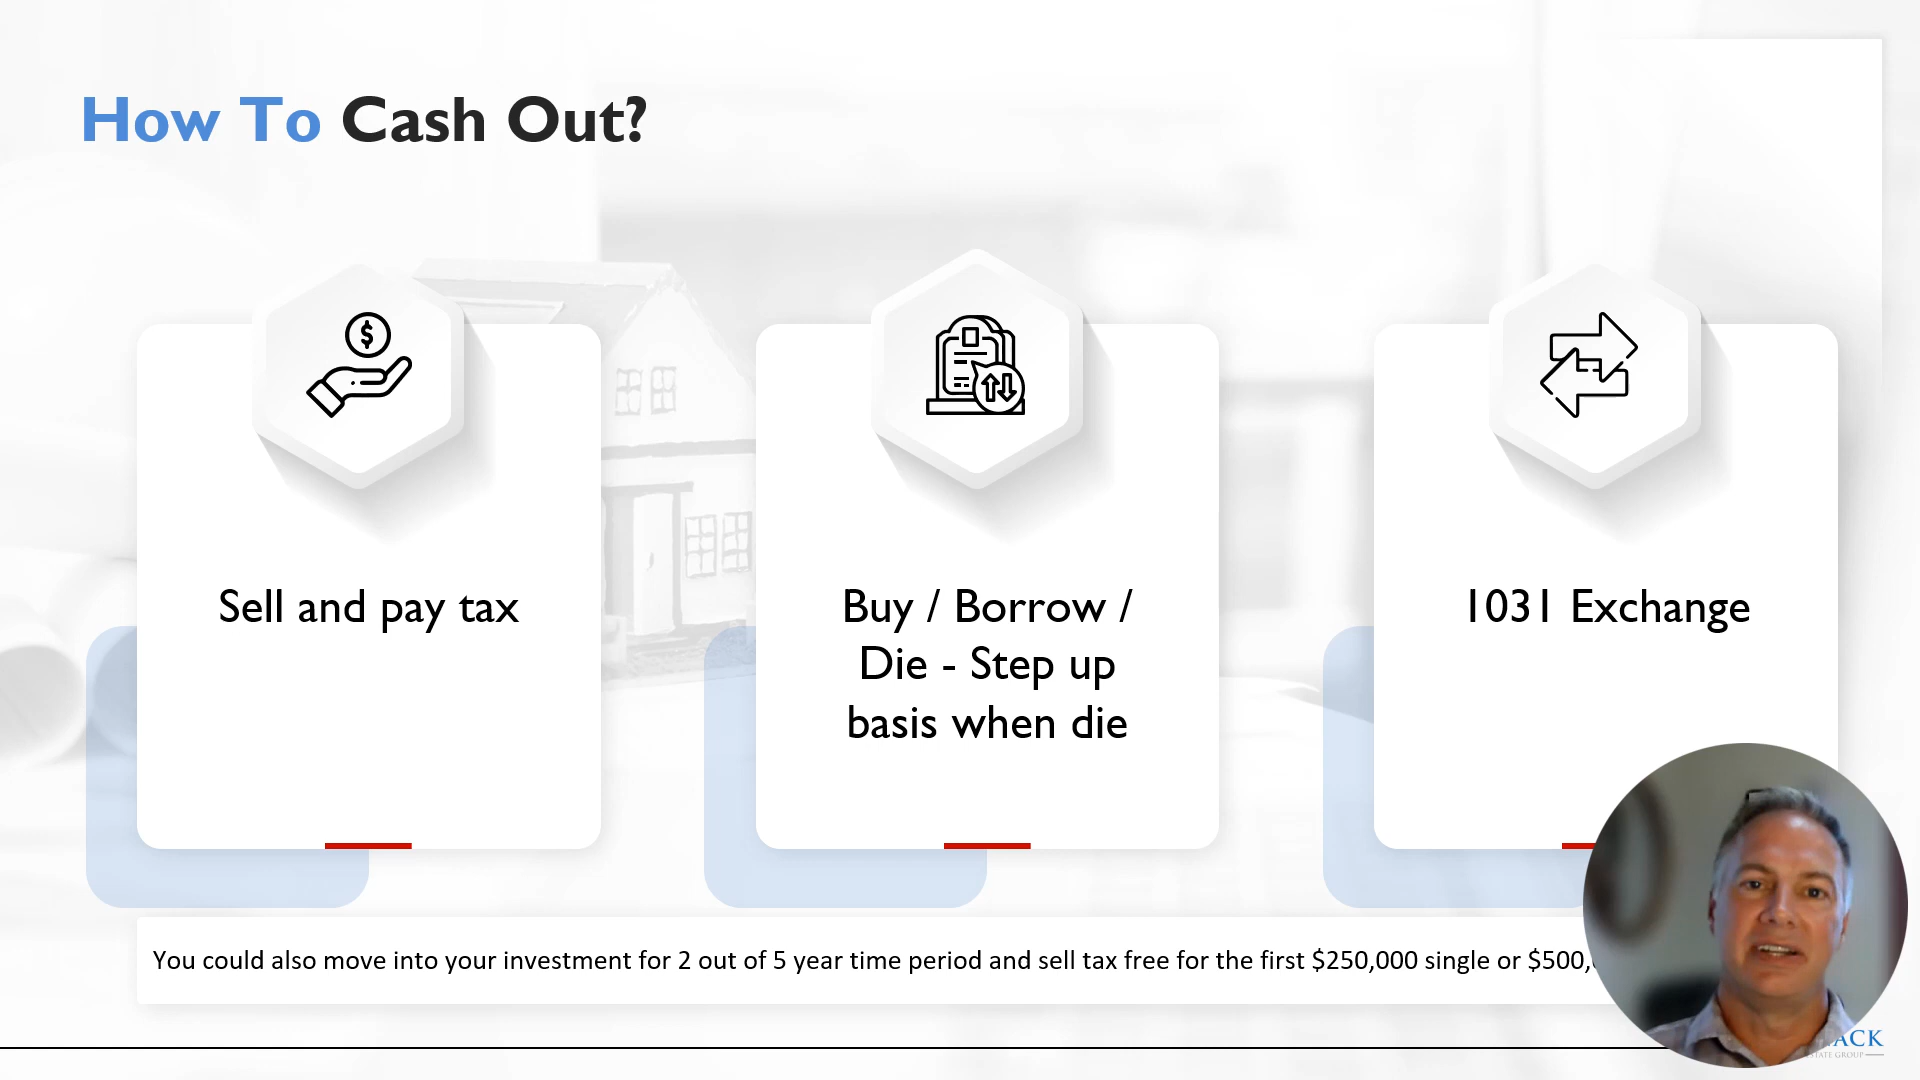 How To Cash Out?
$
Sell and pay tax
Buy / Borrow /
Die - Step up
basis when die
1031 Exchange
You could also move into your investment for 2 out of 5 year time period and sell tax free for the first $250,000 single or